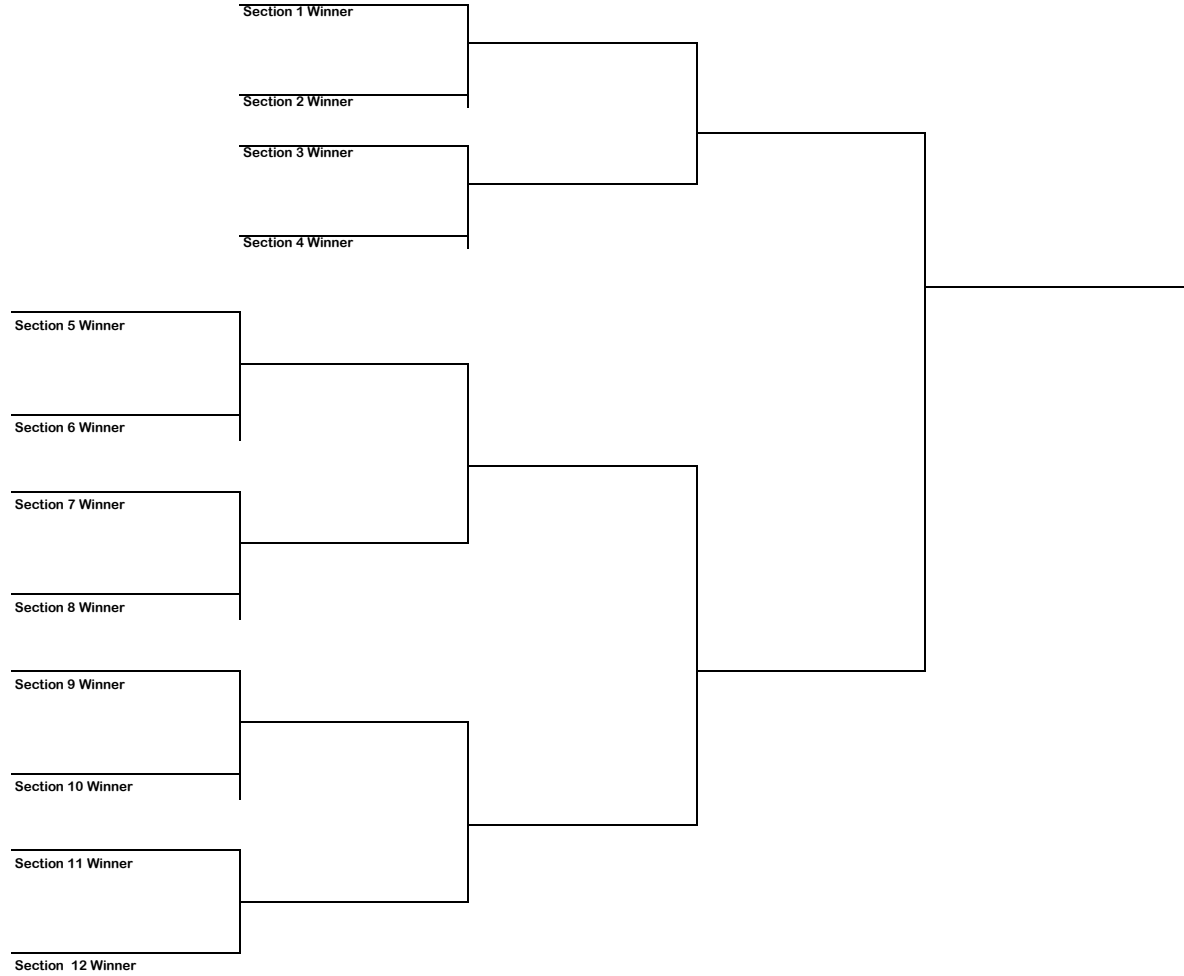 Section 1 Winner
Section 2 Winner
Section 3 Winner
Section 4 Winner
Section 5 Winner
Section 6 Winner
Section 7 Winner
Section 8 Winner
Section 9 Winner
Section 10 Winner
Section 11 Winner
Section  12 Winner